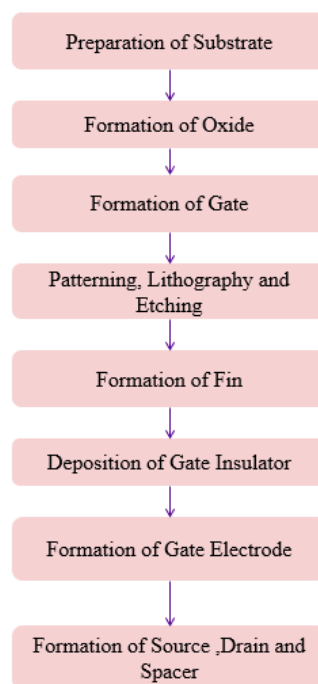 Preparation of Substrate
Formation of Oxide
Formation of Gate
Patterning, Lithography and
Etching
Formation of Fin
Deposition of Gate Insulator
Formation of Gate Electrode
Formation of Source ,Drain and
Spacer